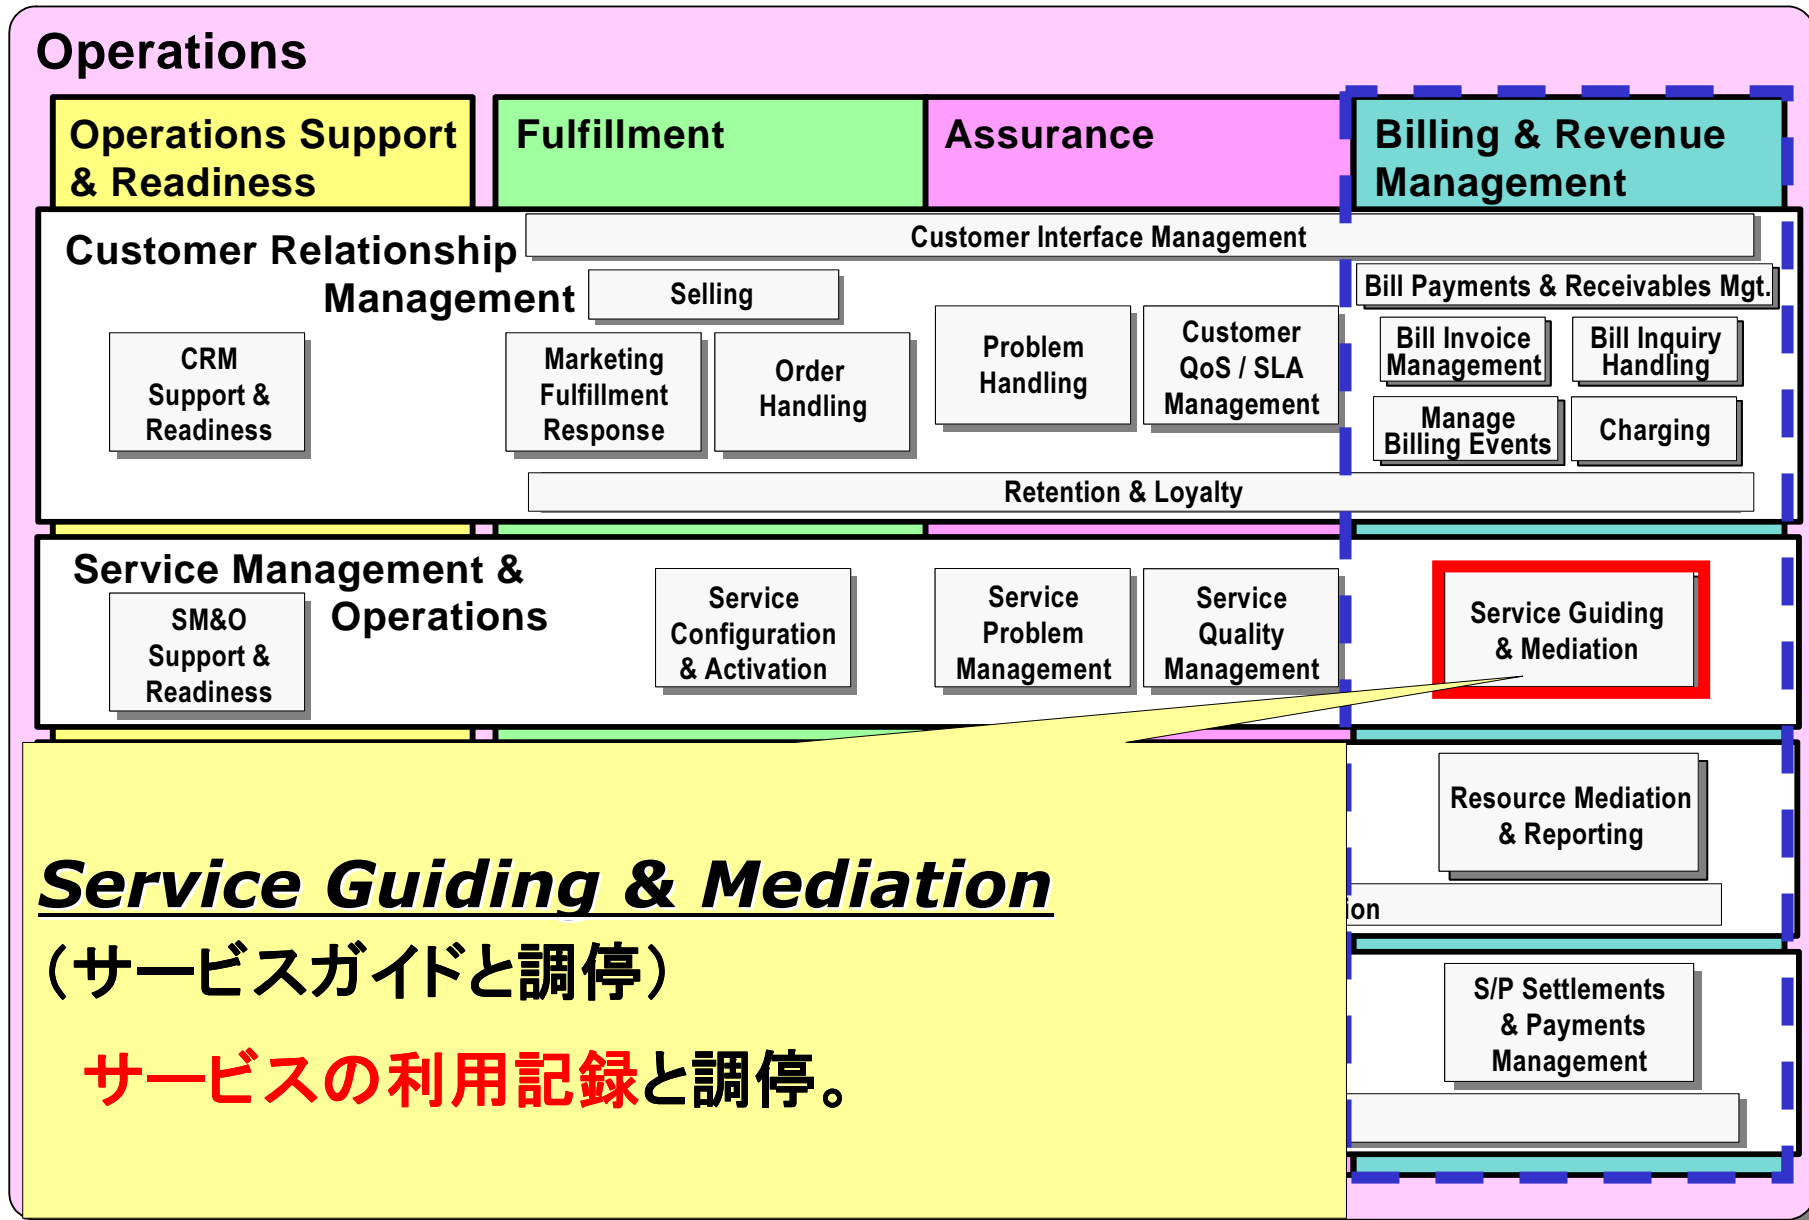 Operations
Operations Support
& Readiness
Fulfillment
Assurance
Billing & Revenue
Management
Customer Relationship
Management
Customer Interface Management
Selling
Bill Payments & Receivables Mgt.
CRM
Support &
Readiness
Marketing
Fulfillment
Response
Order
Handling
Problem
Handling
Customer
QoS / SLA
Management
Bill Invoice
Management
Bill Inquiry
Handling
Manage
Billing Events
Charging
Retention & Loyalty
Service Management &
Operations
SM&O
Support &
Readiness
Service
Configuration
& Activation
Service
Problem
Management
Service
Quality
Management
Service Guiding
& Mediation
Resource Mediation
& Reporting
ion
S/P Settlements
& Payments
Management
Service Guiding & Mediation
（サービスガイドと調停）
サービスの利用記録と調停。